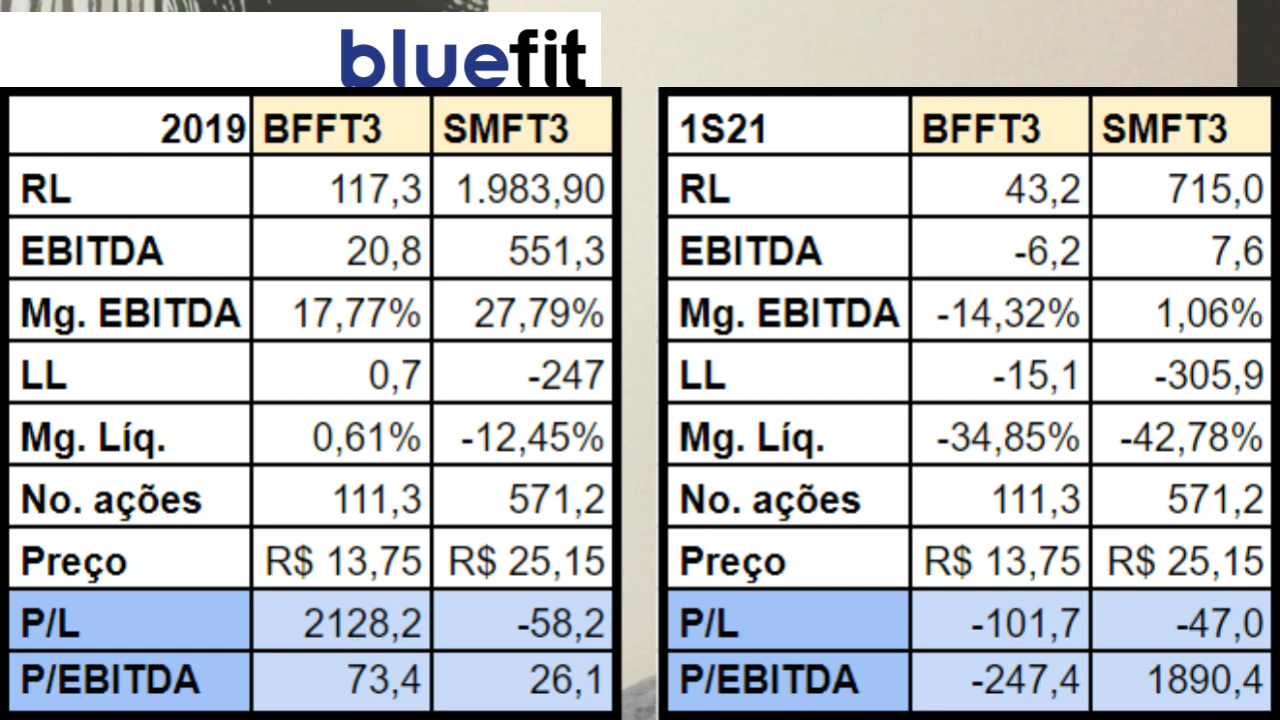 bluefit
2019 BFFT3 SMFT3
RL 117,3 1.983,90
EBITDA 20,8 551,3
Mg. EBITDA 17,77% 27,79%
LL 0,7 -247
Mg. Líq. 0,61% -12,45%
No. ações 111,3 571,2
Preço R$ 13,75 R$ 25,15
P/L 2128,2 -58,2
P/EBITDA 73,4 26,1
1S21 BFFT3 SMFT3
RL 43,2 715,0
EBITDA -6,2 7,6
Mg. EBITDA -14,32% 1,06%
LL -15,1 -305,9
Mg. Líq. -34,85% -42,78%
No. ações 111,3 571,2
Preço R$ 13,75 R$ 25,15
P/L -101,7 -47,0
P/EBITDA -247,4 1890,4